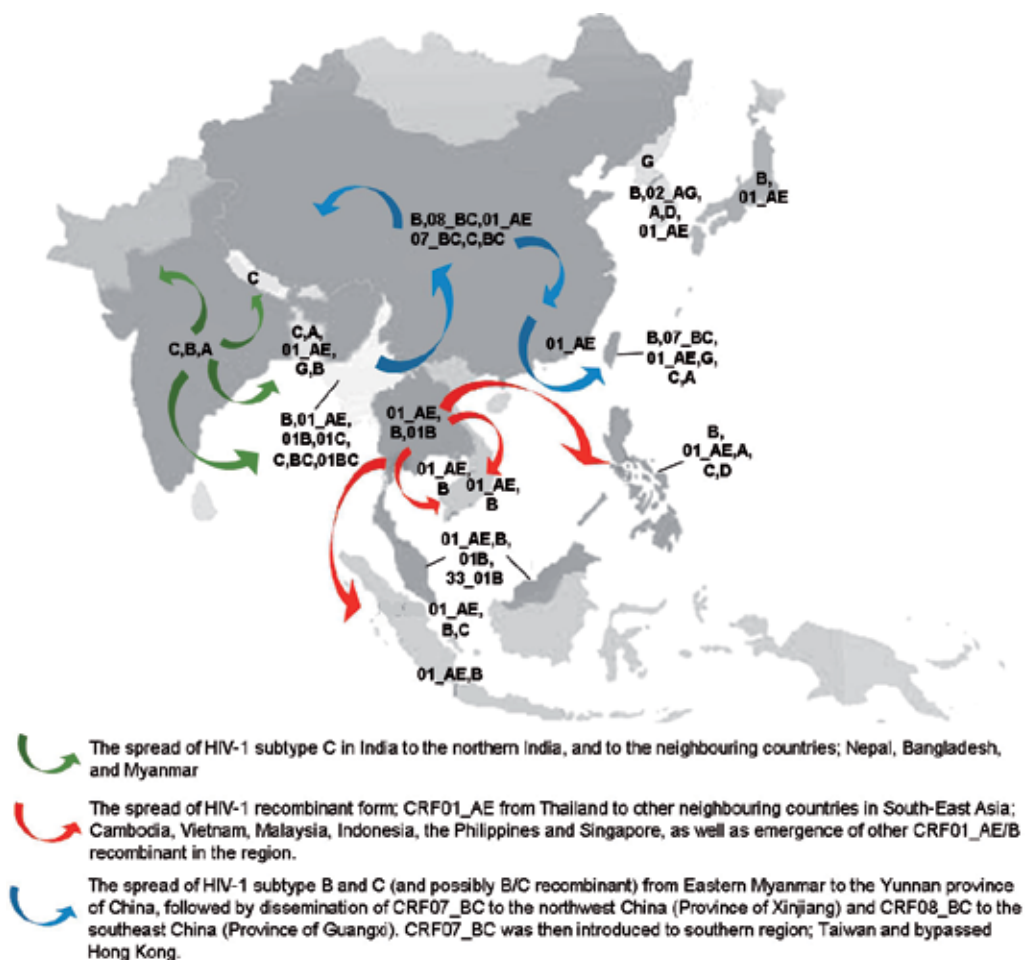 G
B,02_AG,
A,D,
01_AE
B,
01_AE
B,08_BC,01_AE
07_BC,C,BC
C
C,B,A
C,A,
01_AE,
G,B
01_AE
B,07_BC,
01_AE,G,
C,A
B,01_AE,
01B,01C,
C,BC,01BC
01_AE,
B,01B
B,
01_AE,A,
C,D
01_AE,
B
01_AE,
B
01_AE,B,
01B,
33_01B
01_AE,
B,C
01_AE,B
The spread of HIV-1 subtype C in India to the northern India, and to the neighbouring countries; Nepal, Bangladesh,
and Myanmar
The spread of HIV-1 recombinant form; CRF01_AE from Thailand to other neighbouring countries in South-East Asia;
Cambodia, Vietnam, Malaysia, Indonesia, the Philippines and Singapore, as well as emergence of other CRF01_AE/B
recombinant in the region.
The spread of HIV-1 subtype B and C (and possibly B/C recombinant) from Eastern Myanmar to the Yunnan province
of China, followed by dissemination of CRF07_BC to the northwest China (Province of Xinjiang) and CRF08_BC to the
southeast China (Province of Guangxi). CRF07_BC was then introduced to southern region; Taiwan and bypassed
Hong Kong.